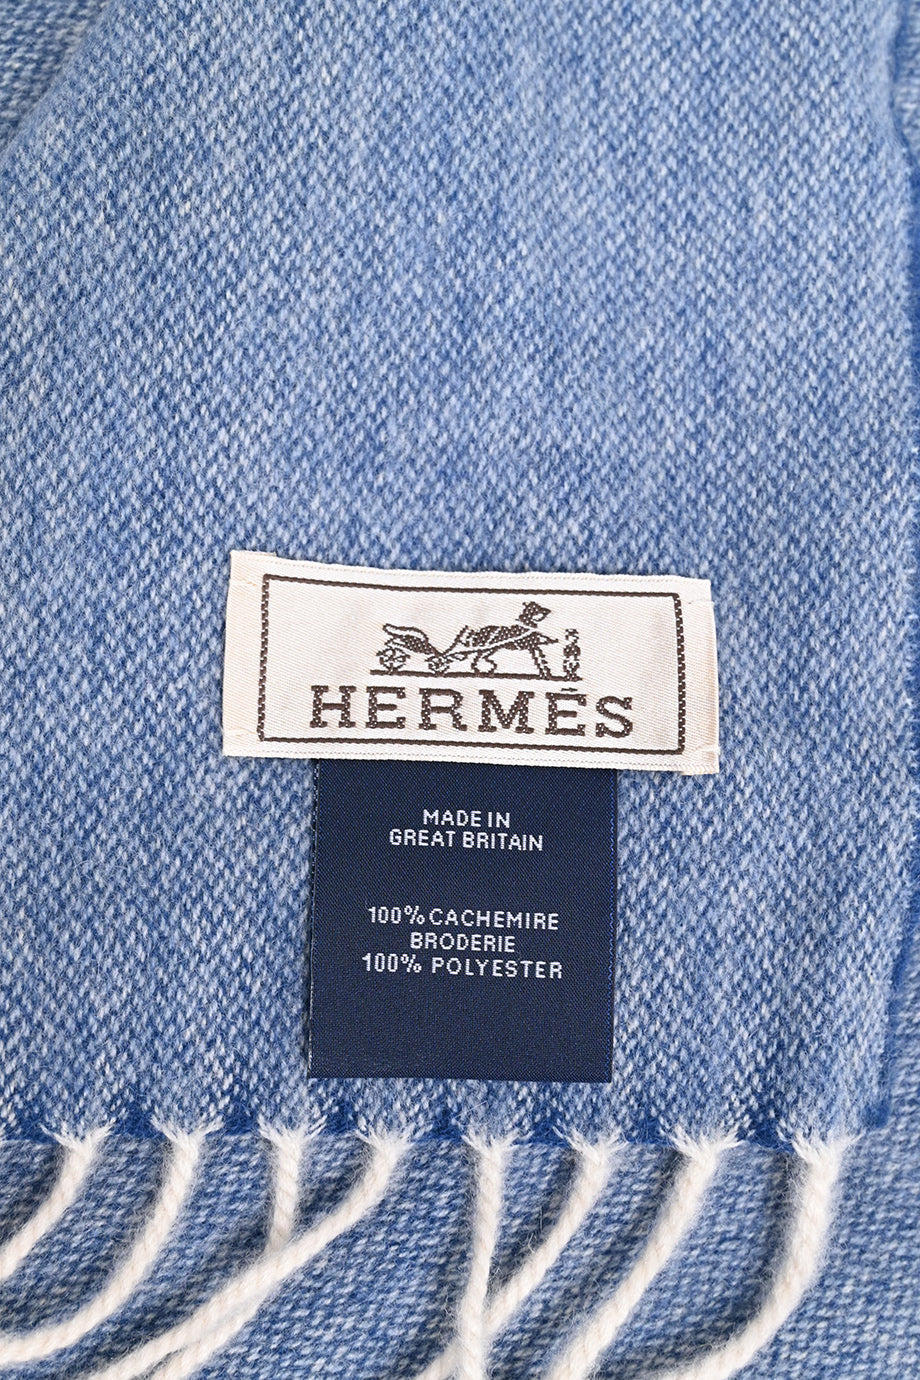 HERMÈS
MADE IN
GREAT BRITAIN
100% CACHEMIRE
BRODERIE
100% POLYESTER